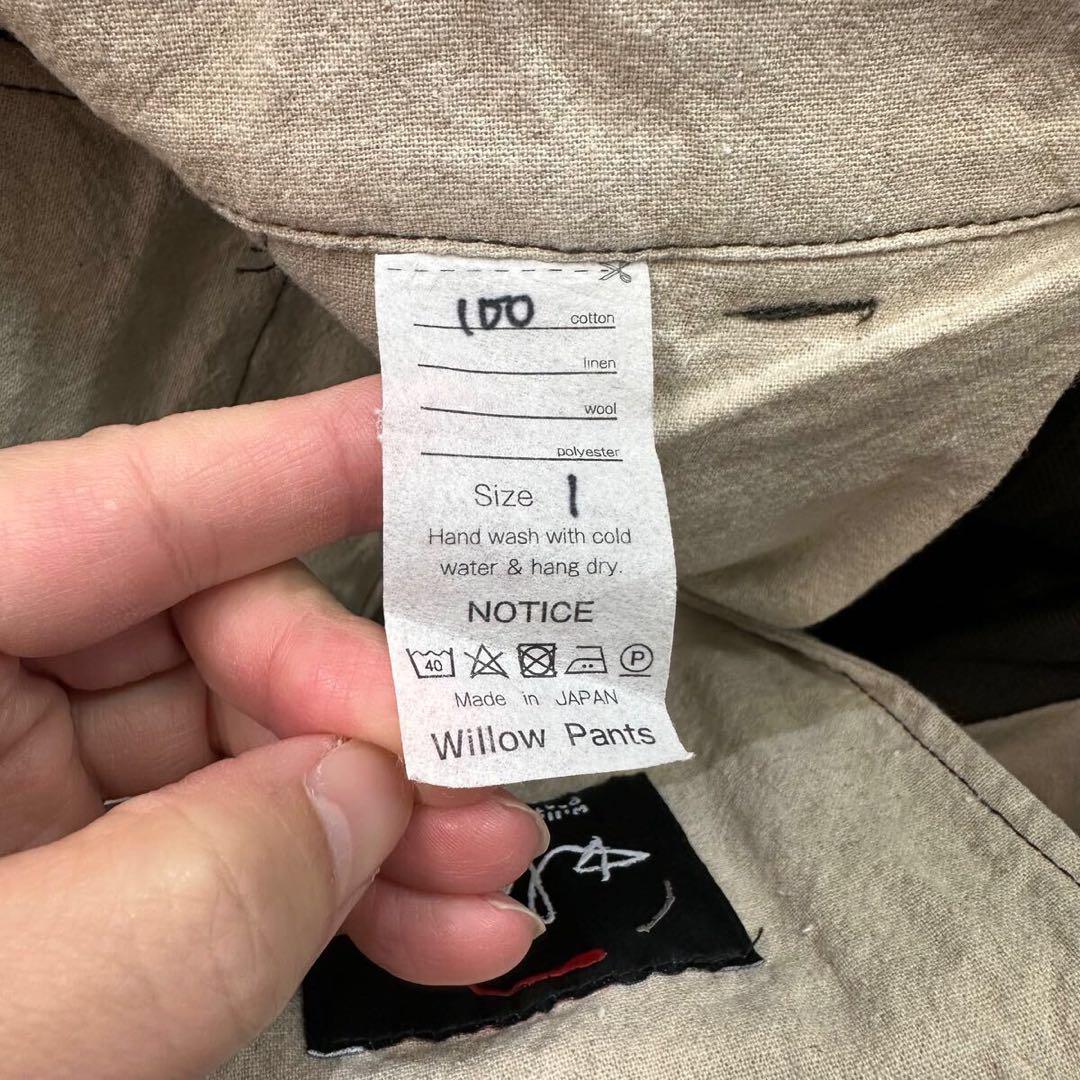 100 cotton
linen
wool
polyester
Size 1
Hand wash with cold
water & hang dry.
NOTICE
40 P
Made in JAPAN
Willow Pants